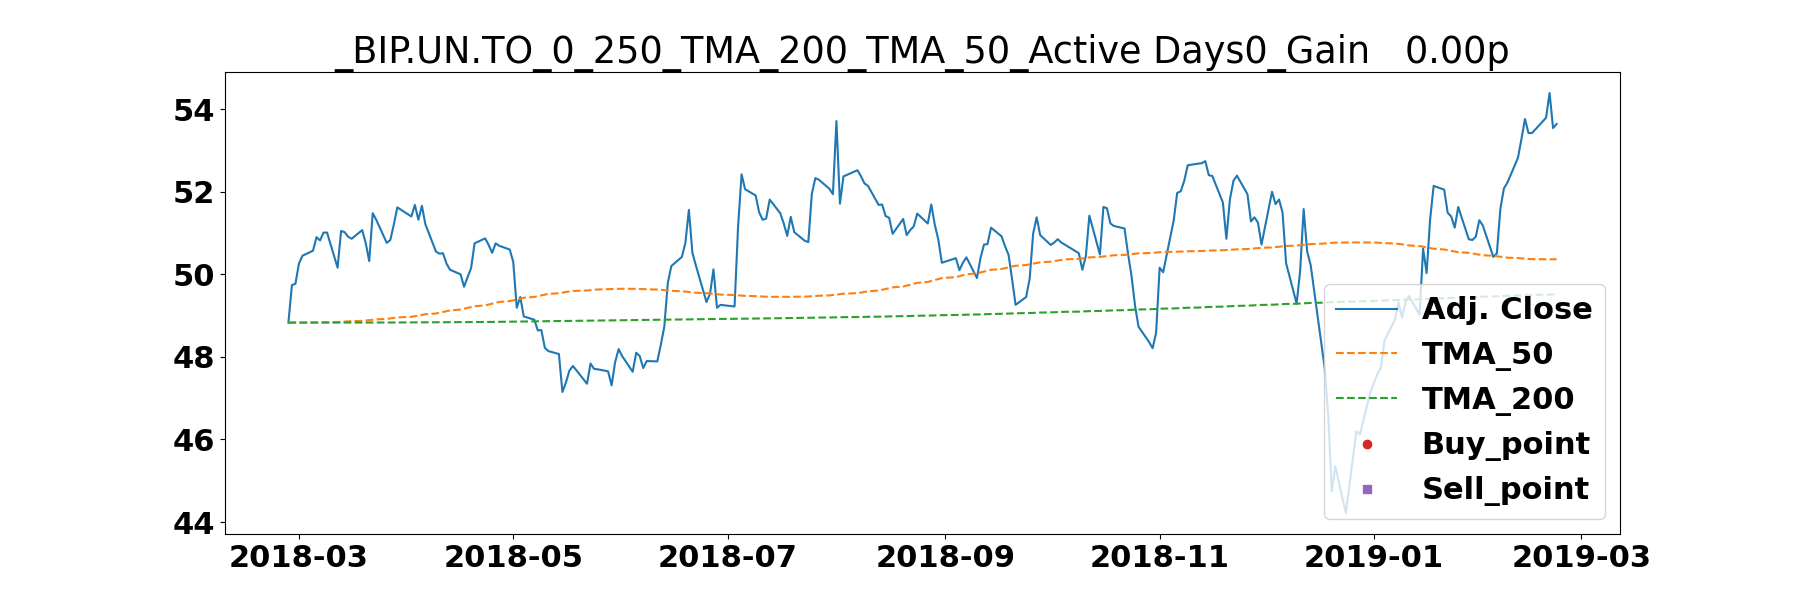 _BIP.UN.TO_0_250_TMA_200_TMA_50_Active Days0_Gain   0.00p
54
52
50
48
46
44
2018-03 2018-05 2018-07 2018-09 2018-11 2019-01 2019-03
Adj. Close
TMA_50
TMA_200
Buy_point
Sell_point